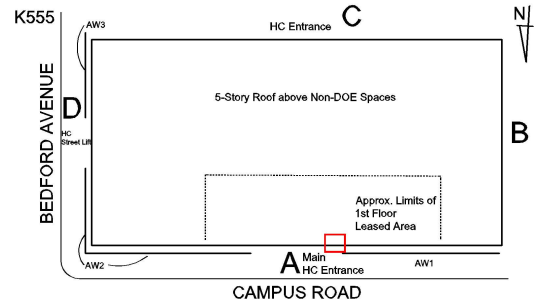 K555
AW3
HC Entrance
C
N
5-Story Roof above Non-DOE Spaces
BEDFORD AVENUE
D
HC
Street Lift
B
Approx. Limits of
1st Floor
Leased Area
A
Main
HC Entrance
AW2
AW1
CAMPUS ROAD